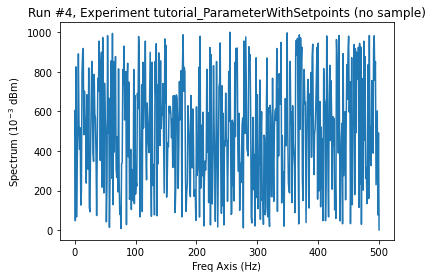 Run #4, Experiment tutorial_ParameterWithSetpoints (no sample)
1000
800
600
400
200
0
Spectrum (10⁻³ dBm)
0 100 200 300 400 500
Freq Axis (Hz)